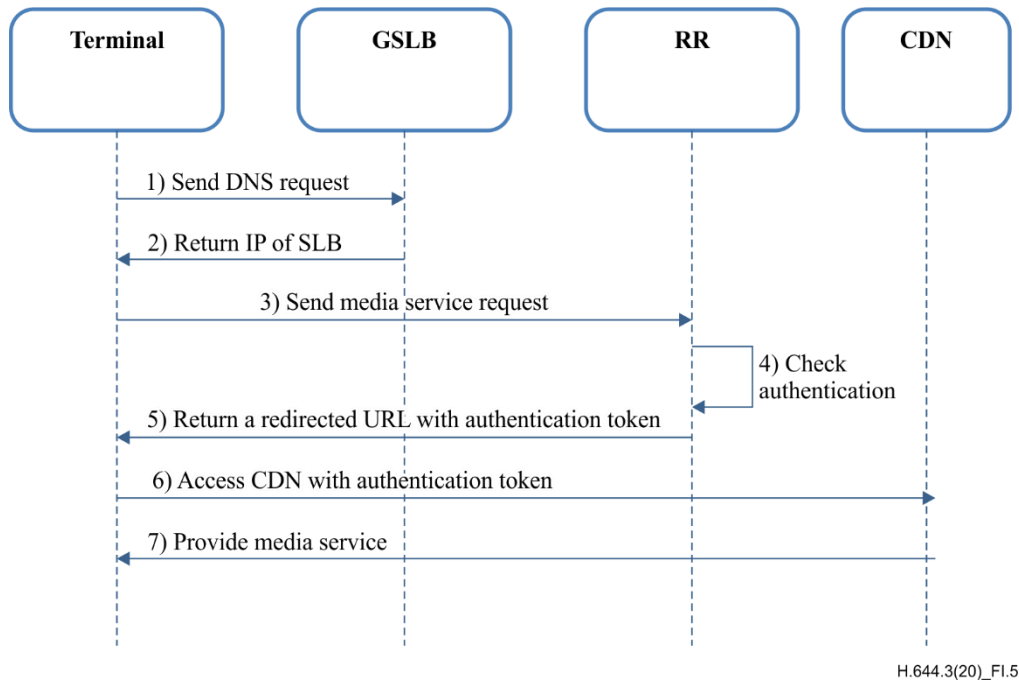 Terminal
GSLB
RR
CDN
1) Send DNS request
2) Return IP of SLB
3) Send media service request
4) Check
authentication
5) Return a redirected URL with authentication token
6) Access CDN with authentication token
7) Provide media service
H.644.3(20)_FI.5